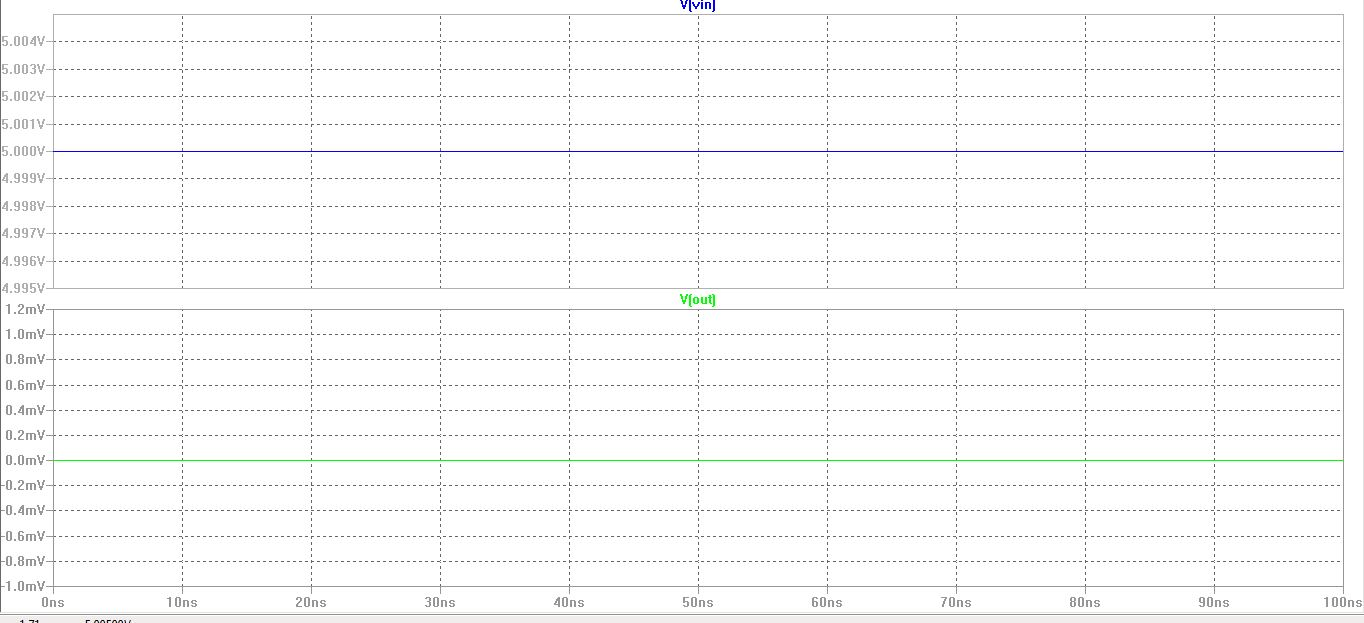 V(vin)
5.004V
5.003V
5.002V
5.001V
5.000V
4.999V
4.998V
4.997V
4.996V
4.995V
V(out)
1.2mV
1.0mV
0.8mV
0.6mV
0.4mV
0.2mV
0.0mV
-0.2mV
-0.4mV
-0.6mV
-0.8mV
-1.0mV
0ns 10ns 20ns 30ns 40ns 50ns 60ns 70ns 80ns 90ns 100ns